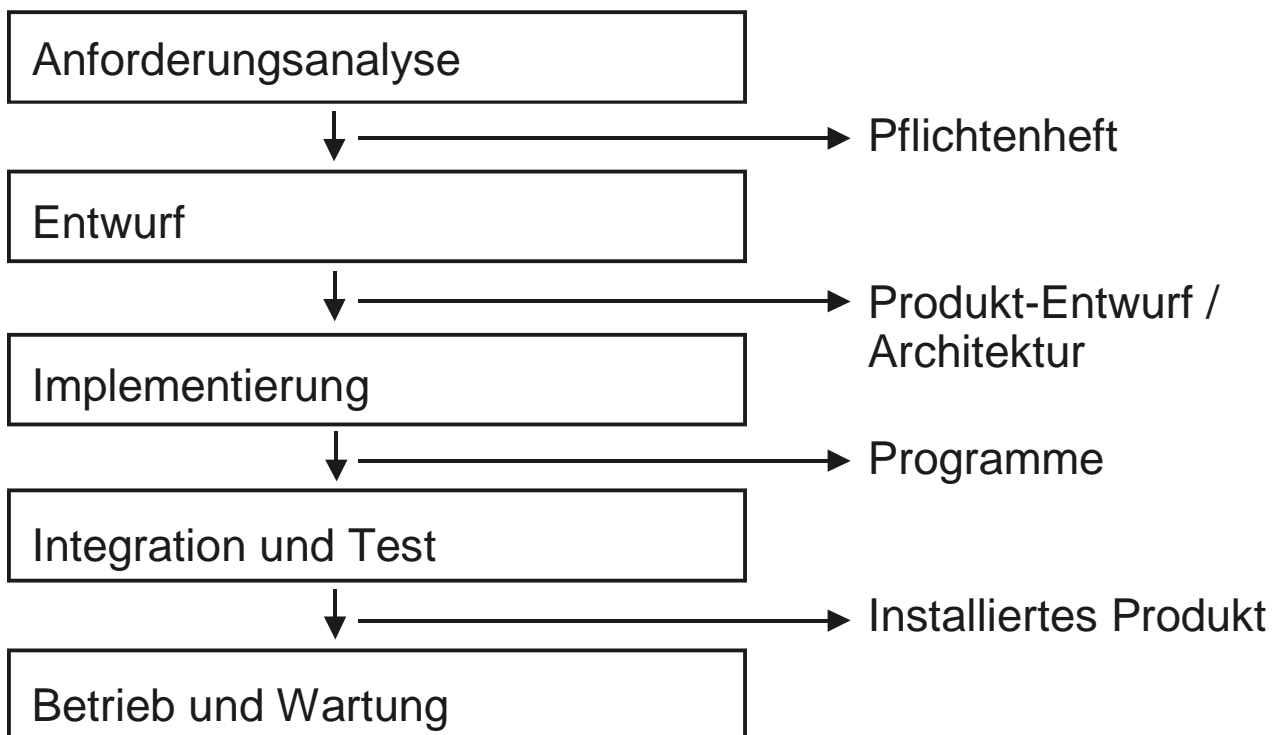 Anforderungsanalyse
Pflichtenheft
Entwurf
Produkt-Entwurf /
Architektur
Implementierung
Programme
Integration und Test
Installiertes Produkt
Betrieb und Wartung